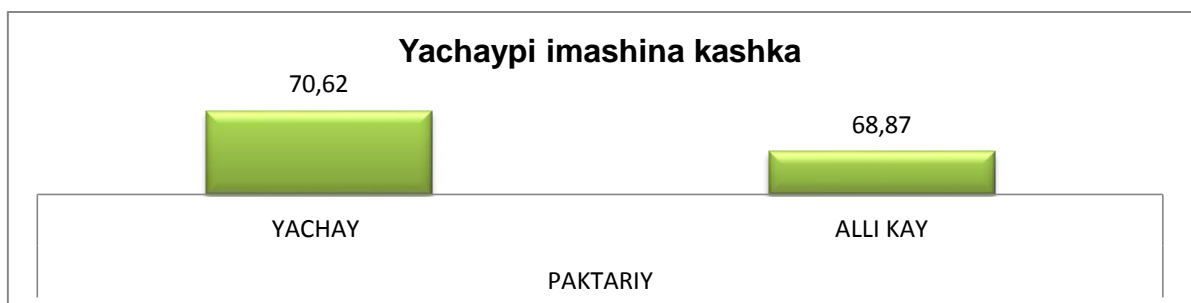 Yachaypi imashina kashka
70,62
68,87
YACHAY
ALLI KAY
PAKTARIY